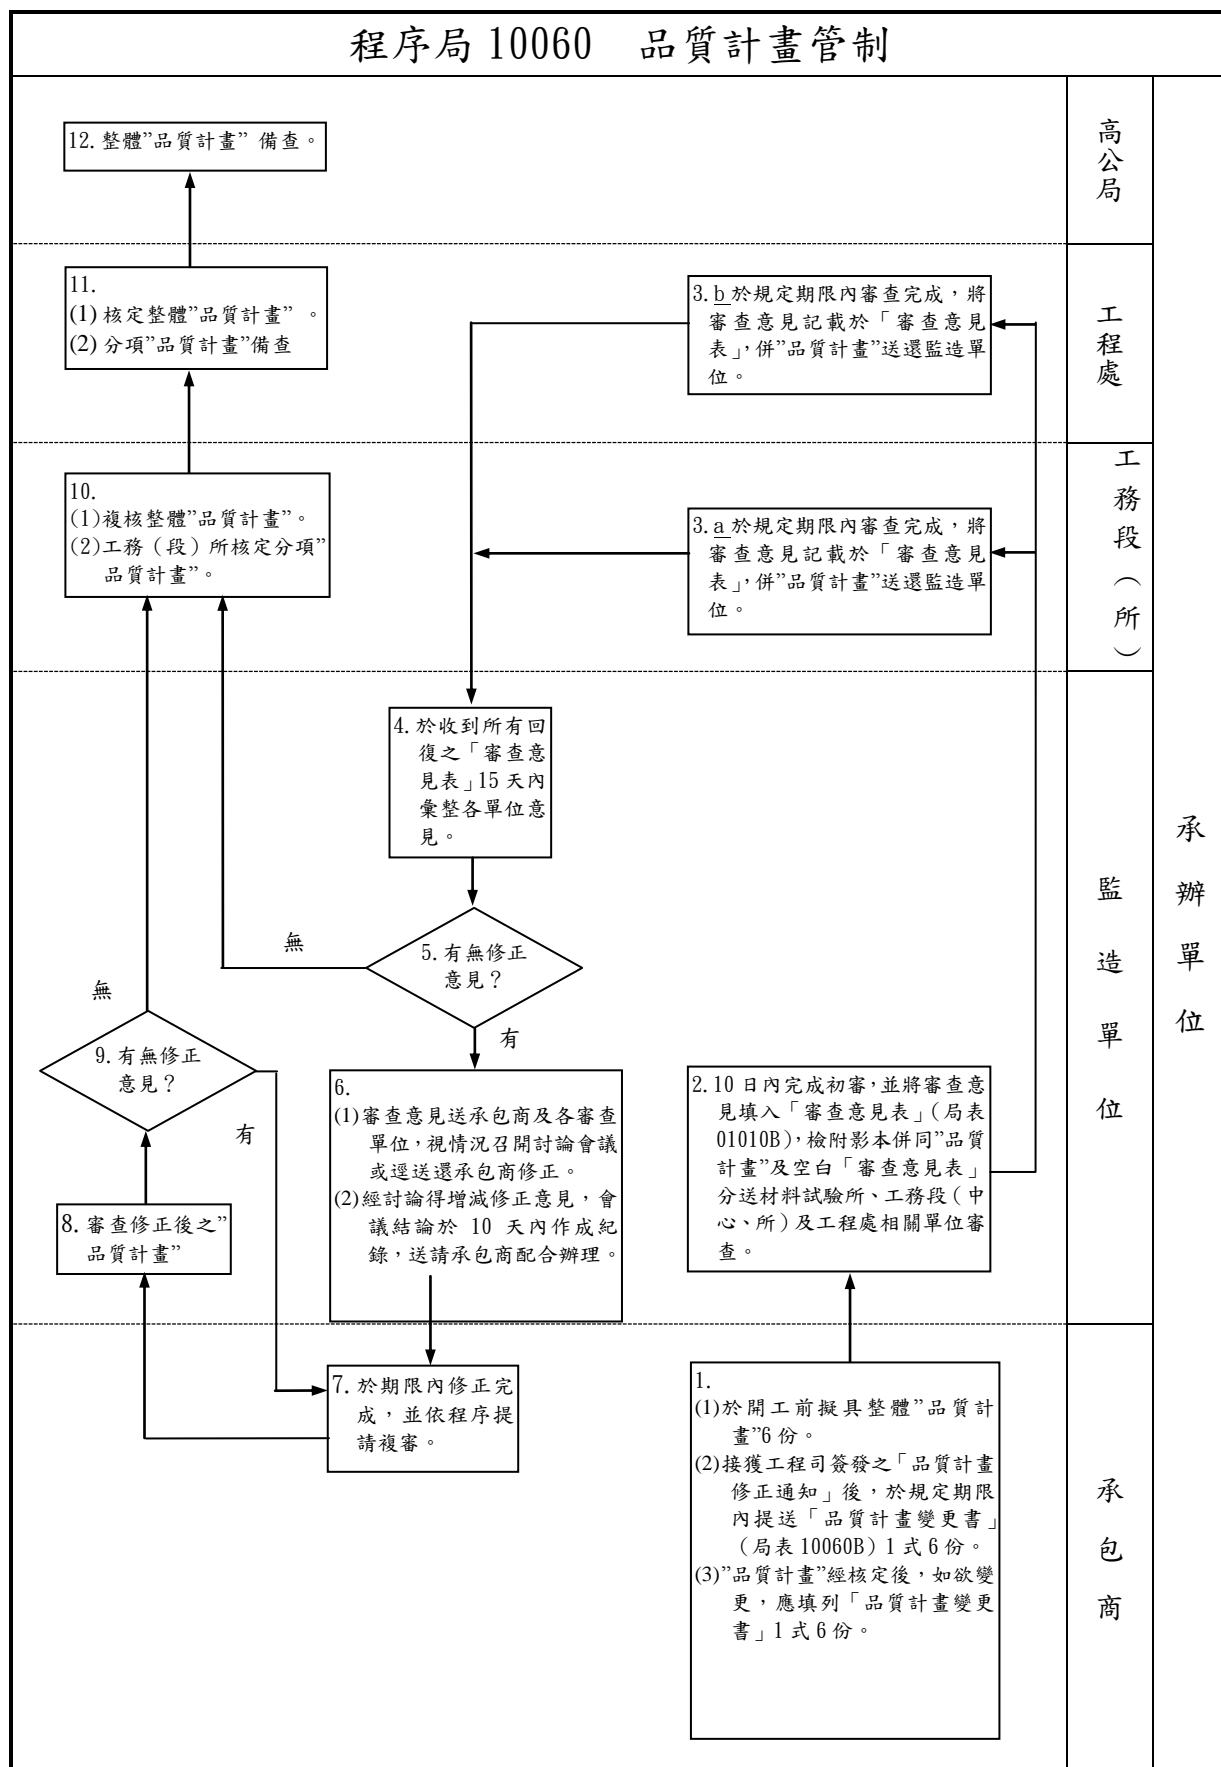 程序局 10060　品質計畫管制
12. 整體”品質計畫” 備查。
高公局
11.
(1) 核定整體”品質計畫” 。
(2) 分項”品質計畫”備查
3. b 於規定期限內審查完成，將
審查意見記載於「審查意見
表」，併”品質計畫”送還監造單
位。
工程處
10.
(1)複核整體”品質計畫”。
(2)工務（段）所核定分項”
品質計畫”。
3. a 於規定期限內審查完成，將
審查意見記載於「審查意見
表」，併”品質計畫”送還監造單
位。
工務段（所）
4. 於收到所有回
復之「審查意
見表」15 天內
彙整各單位意
見。
5. 有無修正
意見？
無
有
無
9. 有無修正
意見？
有
6.
(1)審查意見送承包商及各審查
單位，視情況召開討論會議
或逕送還承包商修正。
(2)經討論得增減修正意見，會
議結論於 10 天內作成紀
錄，送請承包商配合辦理。
2. 10 日內完成初審，並將審查意
見填入「審查意見表」（局表
01010B），檢附影本併同”品質
計畫”及空白「審查意見表」
分送材料試驗所、工務段（中
心、所）及工程處相關單位審
查。
8. 審查修正後之”
品質計畫”
監造單位
承辦單位
7. 於期限內修正完
成，並依程序提
請複審。
1.
(1)於開工前擬具整體”品質計
畫”6 份。
(2)接獲工程司簽發之「品質計畫
修正通知」後，於規定期限
內提送「品質計畫變更書」
（局表 10060B）1 式 6 份。
(3)”品質計畫”經核定後，如欲變
更，應填列「品質計畫變更
書」1 式 6 份。
承包商